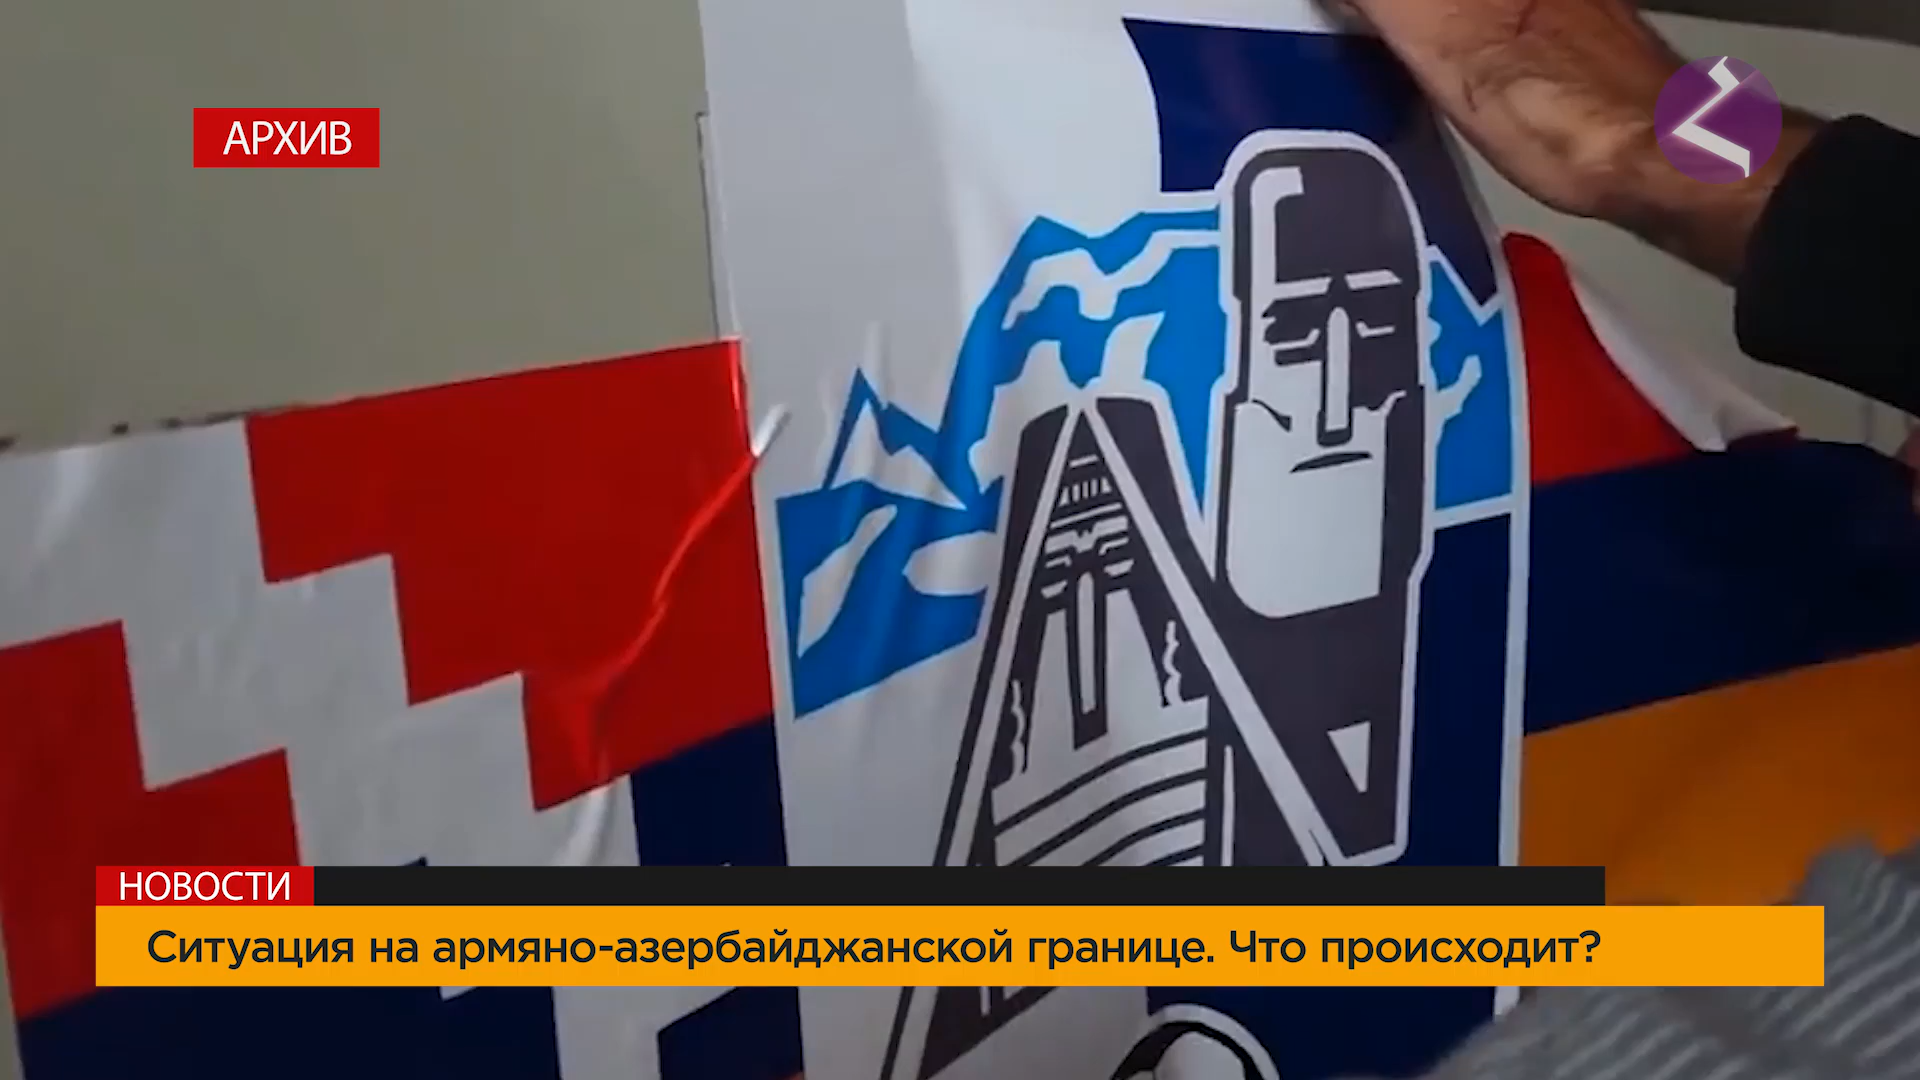 АРХИВ
НОВОСТИ
Ситуация на армяно-азербайджанской границе. Что происходит?